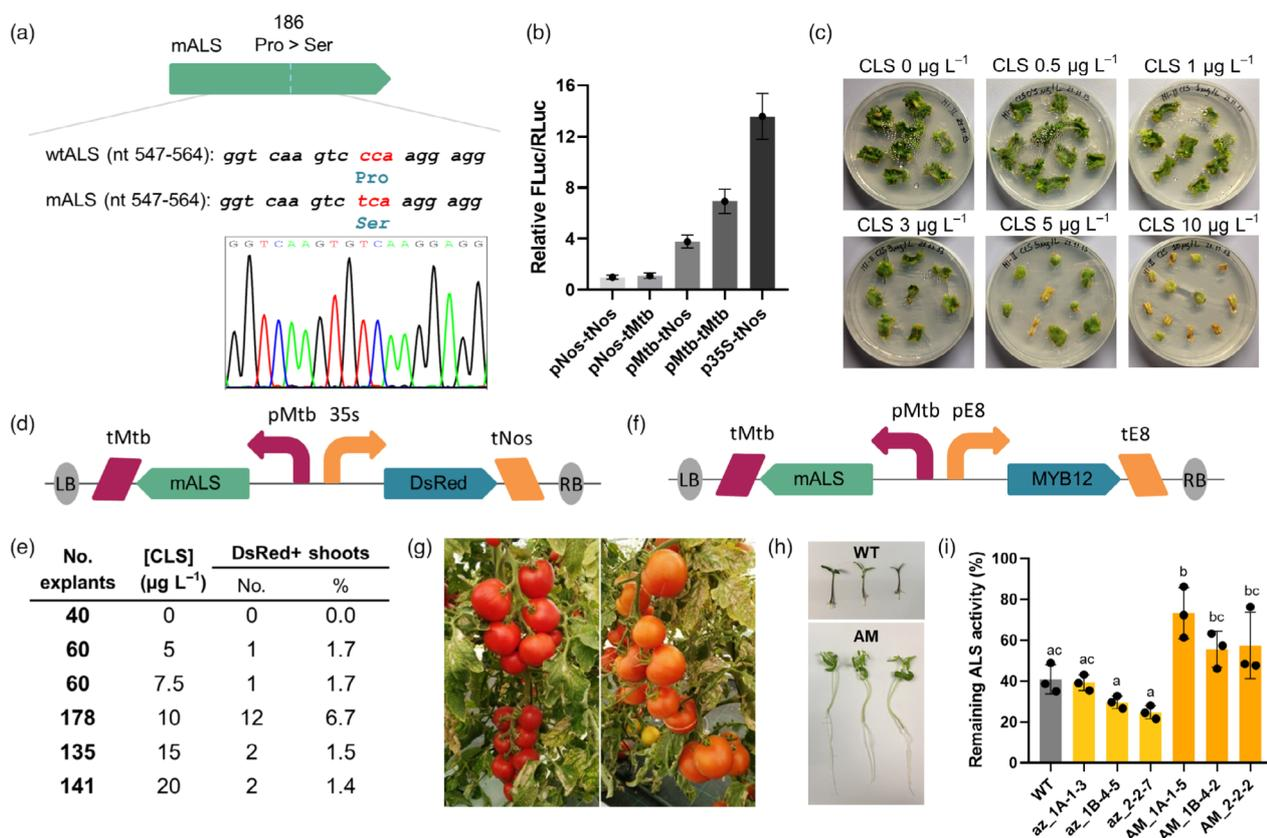 (a)
186
mALS Pro > Ser
wtALS (nt 547-564): ggt caa gtc cca agg agg
Pro
mALS (nt 547-564): ggt caa gtc tca agg agg
Ser
G G T C A A G T G T C A A G G A G G
(b)
Relative FLuc/RLuc
16
12
8
4
0
pNos-tNos
pNos-tMtb
pMtb-tNos
pMtb-tMtb
p35S-tNos
(c)
CLS 0 µg L⁻¹ CLS 0.5 µg L⁻¹ CLS 1 µg L⁻¹
CLS 3 µg L⁻¹ CLS 5 µg L⁻¹ CLS 10 µg L⁻¹
(d)
pMtb 35s
tMtb tNos
LB mALS DsRed RB
(f)
pMtb pE8
tMtb tE8
LB mALS MYB12 RB
(e)
No. [CLS] DsRed+ shoots
explants (µg L⁻¹) No. %
40 0 0 0.0
60 5 1 1.7
60 7.5 1 1.7
178 10 12 6.7
135 15 2 1.5
141 20 2 1.4
(g)
(h)
WT
AM
(i)
Remaining ALS activity (%)
100
80
60
40
20
0
ac ac a a b bc bc
WT
az_1A-1-3
az_1B-4-5
az_2-2-7
AM_1A-1-5
AM_1B-4-2
AM_2-2-2